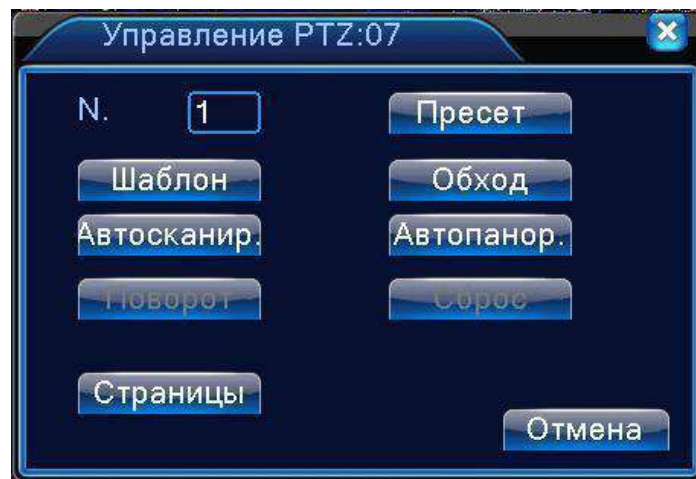 Управление PTZ:07
N. 1 Пресет
Шаблон Обход
Автосканир. Автопанор.
Поворот Сброс
Страницы
Отмена